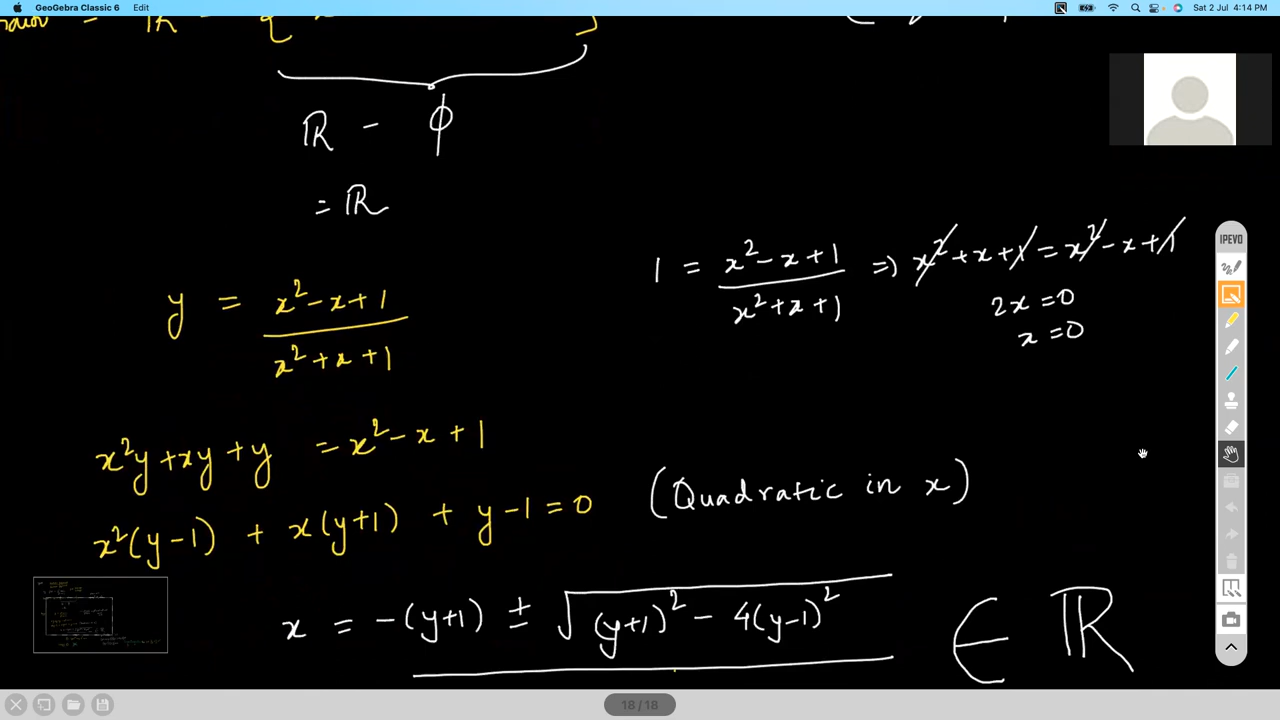 GeoGebra Classic 6 Edit Sat 2 Jul 4:14 PM
= ℝ - {
ℝ - ϕ
= ℝ
1 = (x² - x + 1)/(x² + x + 1) ⇒ x² + x + 1 = x² - x + 1
2x = 0
x = 0
y = (x² - x + 1)/(x² + x + 1)
x²y + xy + y = x² - x + 1
x²(y-1) + x(y+1) + y-1 = 0 (Quadratic in x)
x = -(y+1) ± √((y+1)² - 4(y-1)²) ∈ ℝ
IPEVO
18 / 18